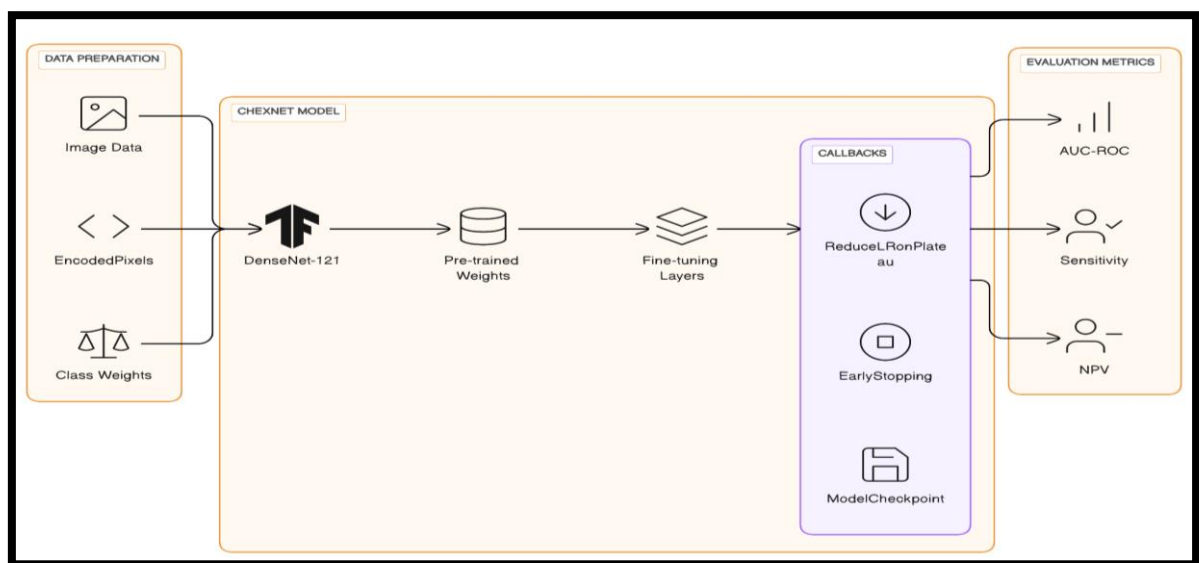 DATA PREPARATION
Image Data
EncodedPixels
Class Weights
CHEXNET MODEL
DenseNet-121
Pre-trained
Weights
Fine-tuning
Layers
CALLBACKS
ReduceLRonPlate
au
EarlyStopping
ModelCheckpoint
EVALUATION METRICS
AUC-ROC
Sensitivity
NPV